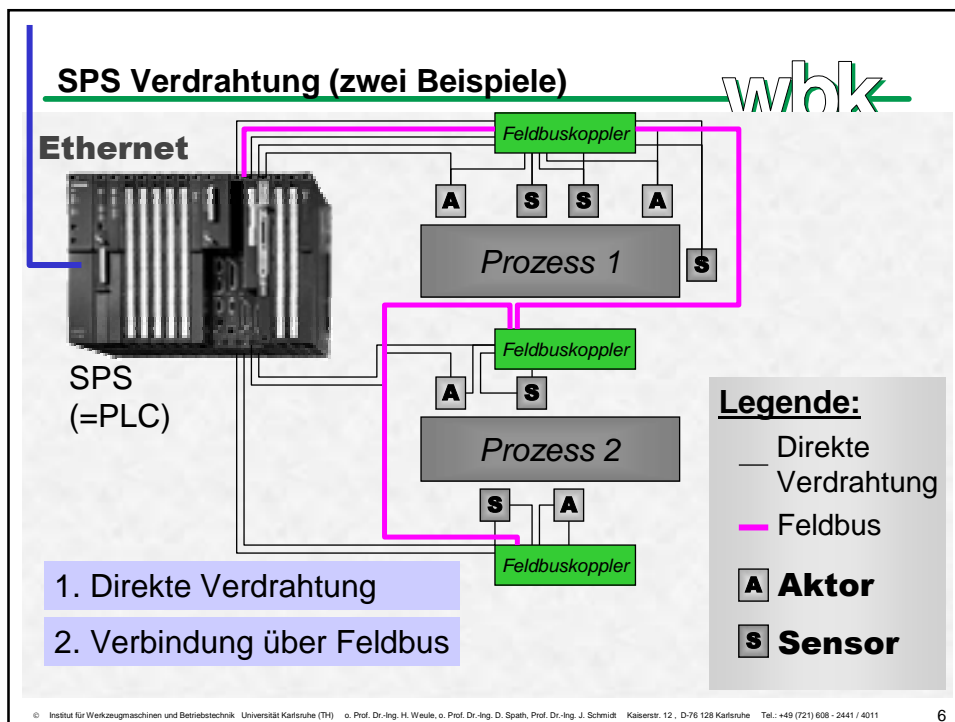 SPS Verdrahtung (zwei Beispiele)
wbk
Ethernet
Feldbuskoppler
A
S
S
A
Prozess 1
S
Feldbuskoppler
SPS
(=PLC)
A
S
Prozess 2
S
A
Feldbuskoppler
Legende:
Direkte
Verdrahtung
Feldbus
A Aktor
S Sensor
1. Direkte Verdrahtung
2. Verbindung über Feldbus
© Institut für Werkzeugmaschinen und Betriebstechnik Universität Karlsruhe (TH) o. Prof. Dr.-Ing. H. Weule, o. Prof. Dr.-Ing. D. Spath, Prof. Dr.-Ing. J. Schmidt Kaiserstr. 12 , D-76 128 Karlsruhe Tel.: +49 (721) 608 - 2441 / 4011
6